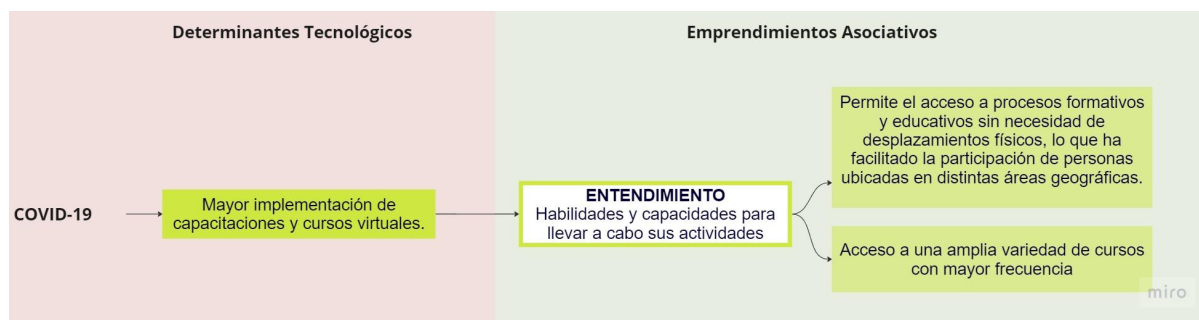 Determinantes Tecnológicos
Emprendimientos Asociativos
COVID-19
Mayor implementación de
capacitaciones y cursos virtuales.
ENTENDIMIENTO
Habilidades y capacidades para
llevar a cabo sus actividades
Permite el acceso a procesos formativos
y educativos sin necesidad de
desplazamientos físicos, lo que ha
facilitado la participación de personas
ubicadas en distintas áreas geográficas.
Acceso a una amplia variedad de cursos
con mayor frecuencia
miro